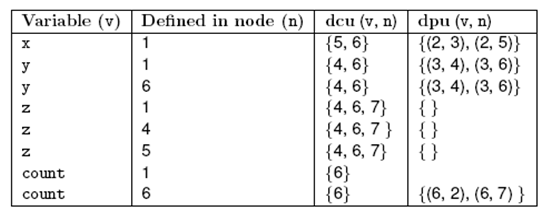 Variable (v) Defined in node (n) dcu (v, n) dpu (v, n)
x 1 {5, 6} {(2, 3), (2, 5)}
y 1 {4, 6} {(3, 4), (3, 6)}
y 6 {4, 6} {(3, 4), (3, 6)}
z 1 {4, 6, 7} { }
z 4 {4, 6, 7 } { }
z 5 {4, 6, 7} { }
count 1 {6}
count 6 {6} {(6, 2), (6, 7) }